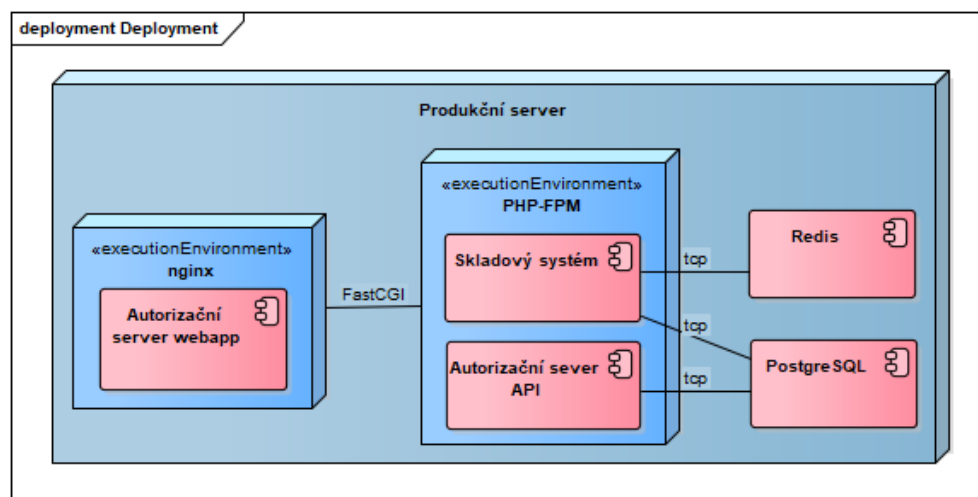 deployment Deployment
Produkční server
«executionEnvironment»
nginx
Autorizační
server webapp
FastCGI
«executionEnvironment»
PHP-FPM
Skladový systém
Autorizační sever
API
tcp
tcp
tcp
Redis
PostgreSQL